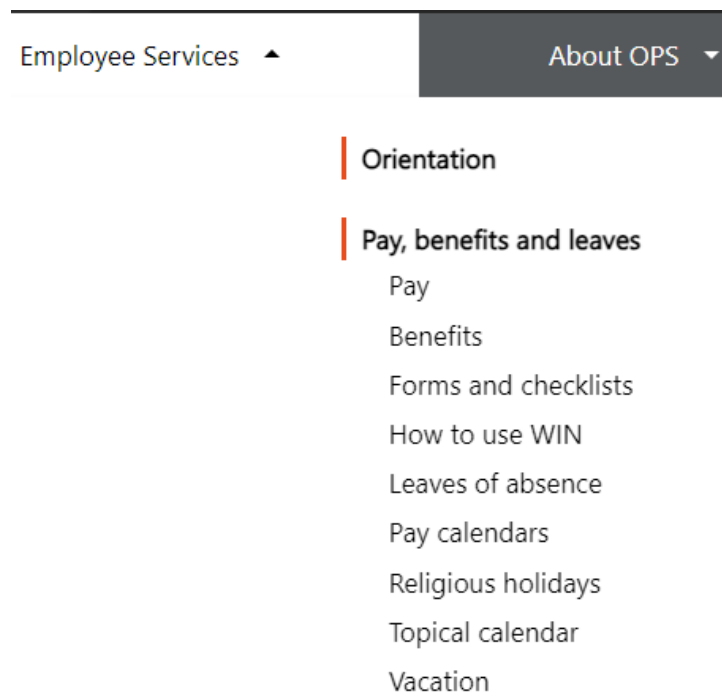 Employee Services
About OPS
Orientation
Pay, benefits and leaves
Pay
Benefits
Forms and checklists
How to use WIN
Leaves of absence
Pay calendars
Religious holidays
Topical calendar
Vacation